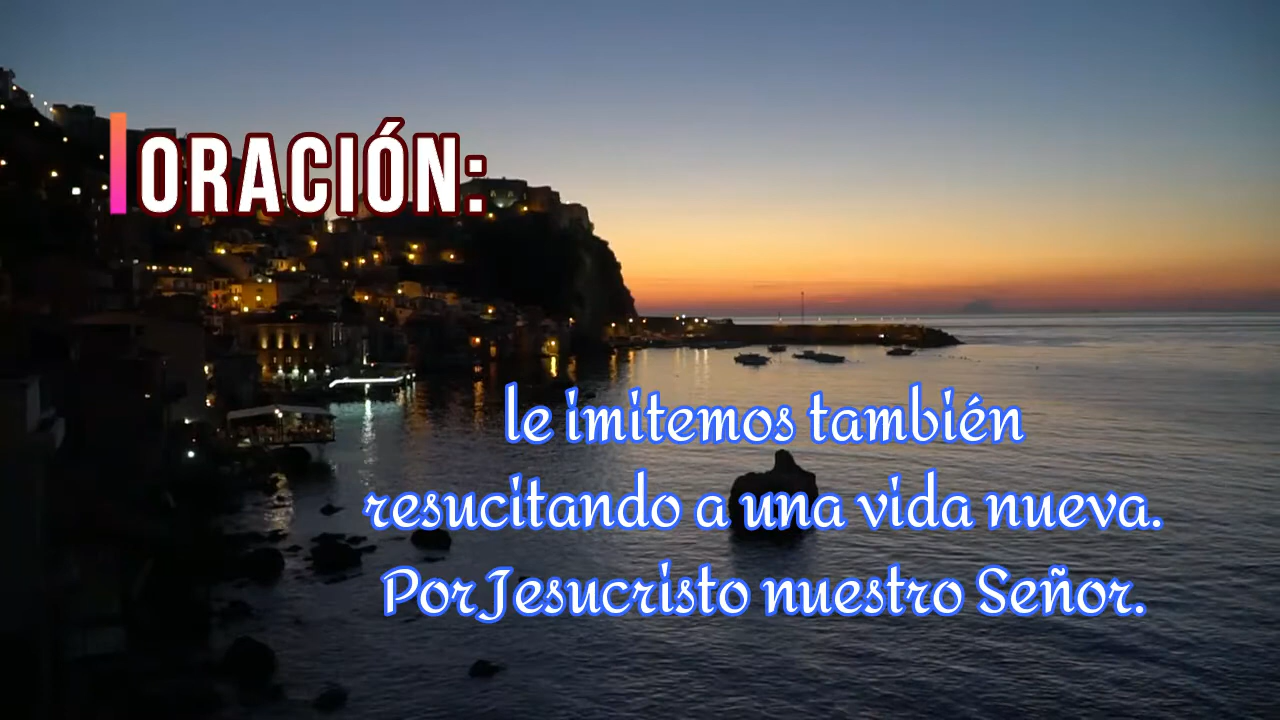 ORACIÓN:
le imitemos también
resucitando a una vida nueva.
Por Jesucristo nuestro Señor.